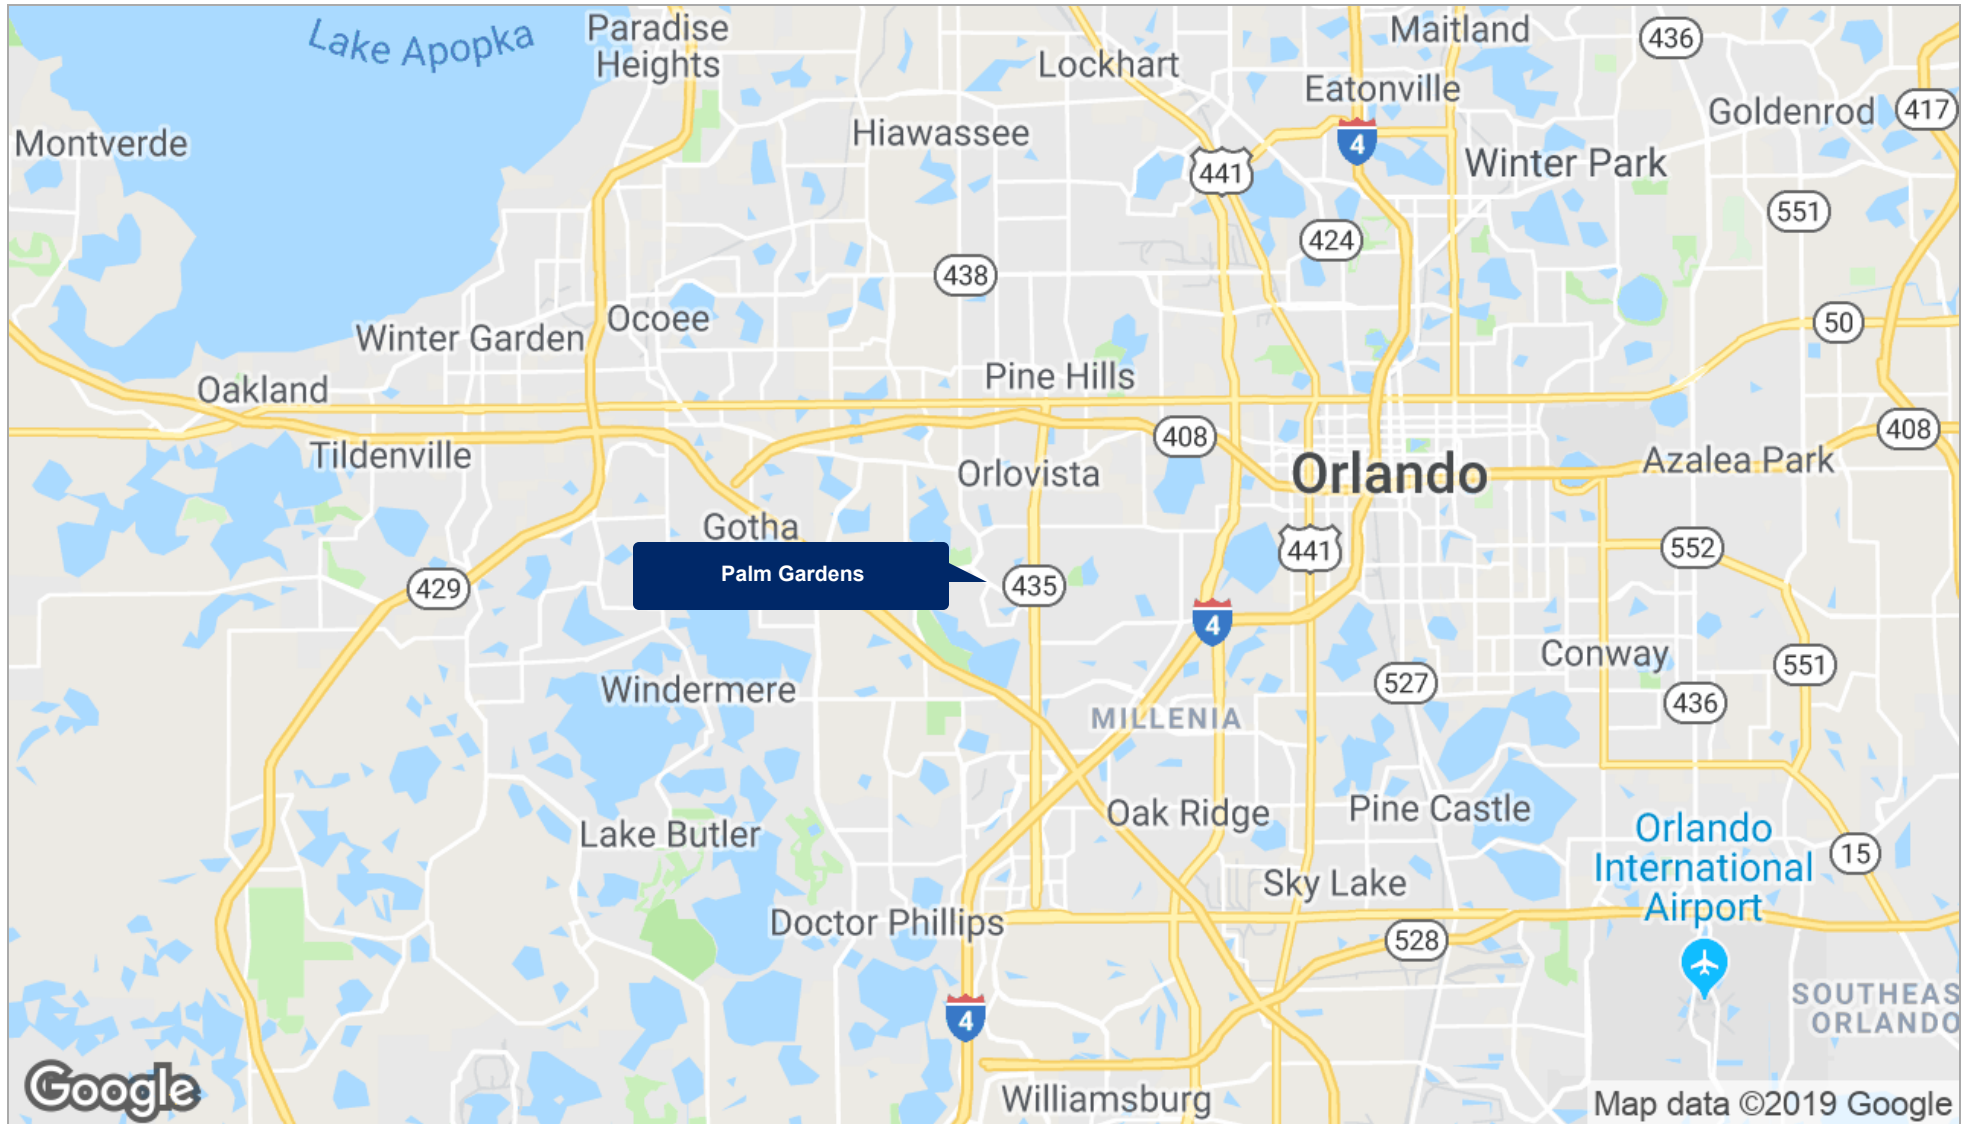 Lake Apopka
Paradise
Heights
Maitland
436
Lockhart
Eatonville
Goldenrod
417
Montverde
Hiawassee
4
441
Winter Park
551
424
438
Ocoee
50
Winter Garden
Pine Hills
Oakland
408
408
Tildenville
Orlovista
Orlando
Azalea Park
Gotha
441
552
Palm Gardens
435
429
4
Conway
551
Windermere
527
436
MILLENIA
Oak Ridge
Pine Castle
Lake Butler
Orlando
International
Airport
15
Sky Lake
Doctor Phillips
528
4
SOUTHEAS
ORLANDO
Google
Williamsburg
Map data ©2019 Google